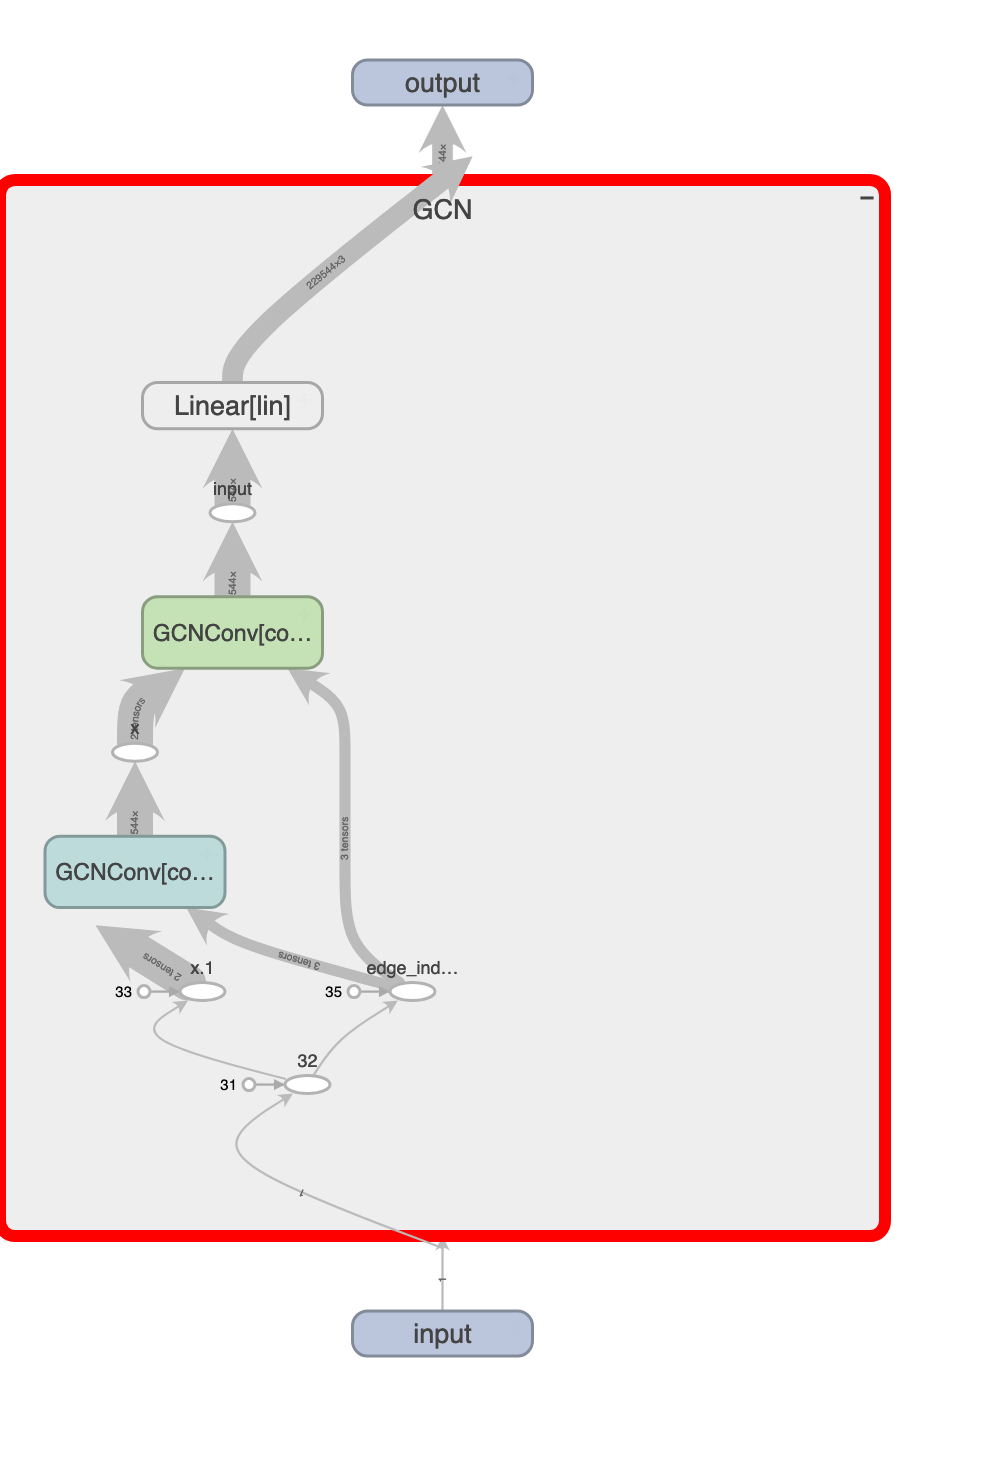 output
44×
GCN
229544×3
Linear[lin]
input
544×
GCNConv[co…
2 tensors
x
544×
3 tensors
GCNConv[co…
2 tensors
x.1
3 tensors
edge_ind…
33
35
32
31
1
1
input